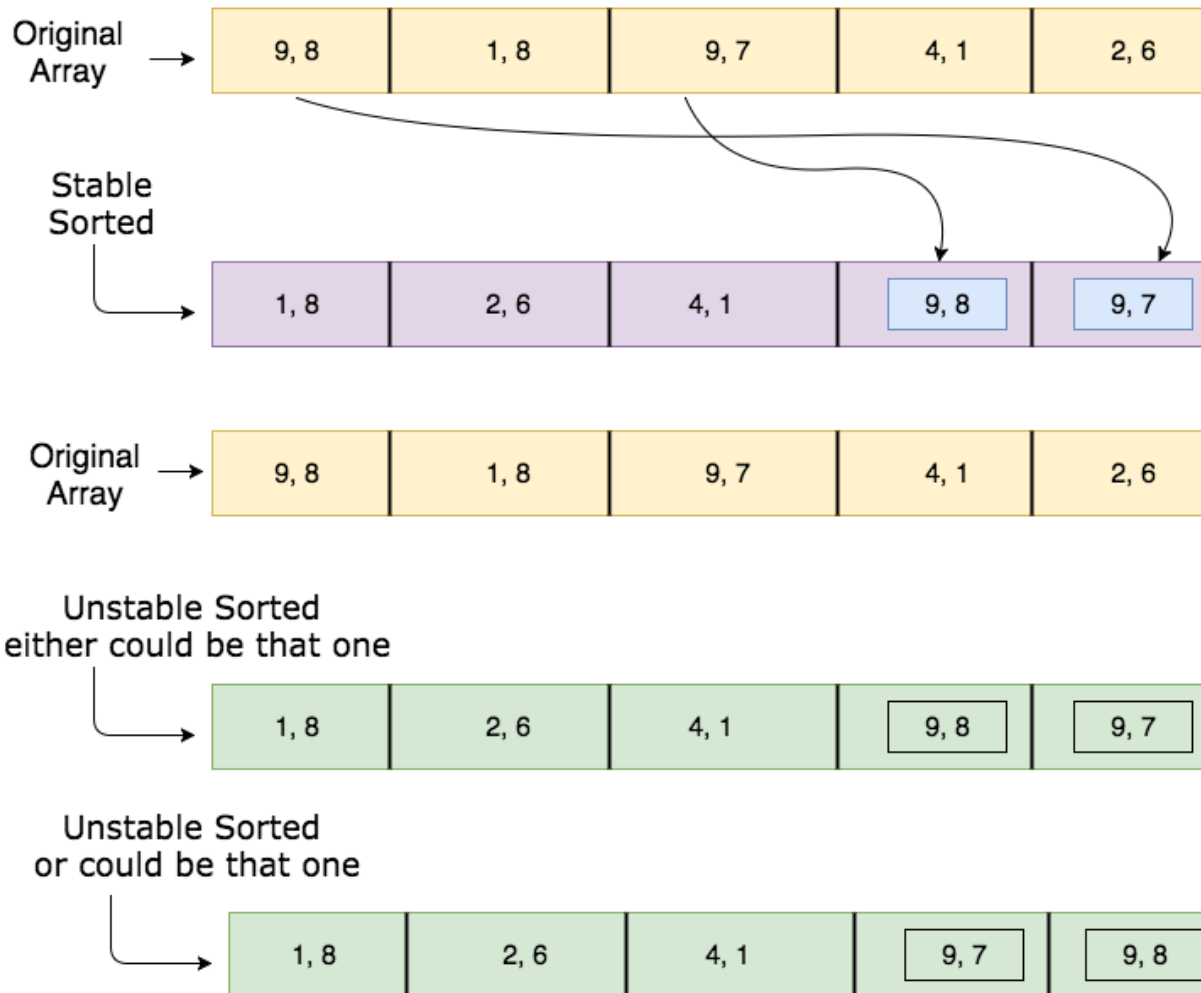 Original
Array
9, 8 1, 8 9, 7 4, 1 2, 6
Stable
Sorted
1, 8 2, 6 4, 1 9, 8 9, 7
Original
Array
9, 8 1, 8 9, 7 4, 1 2, 6
Unstable Sorted
either could be that one
1, 8 2, 6 4, 1 9, 8 9, 7
Unstable Sorted
or could be that one
1, 8 2, 6 4, 1 9, 7 9, 8